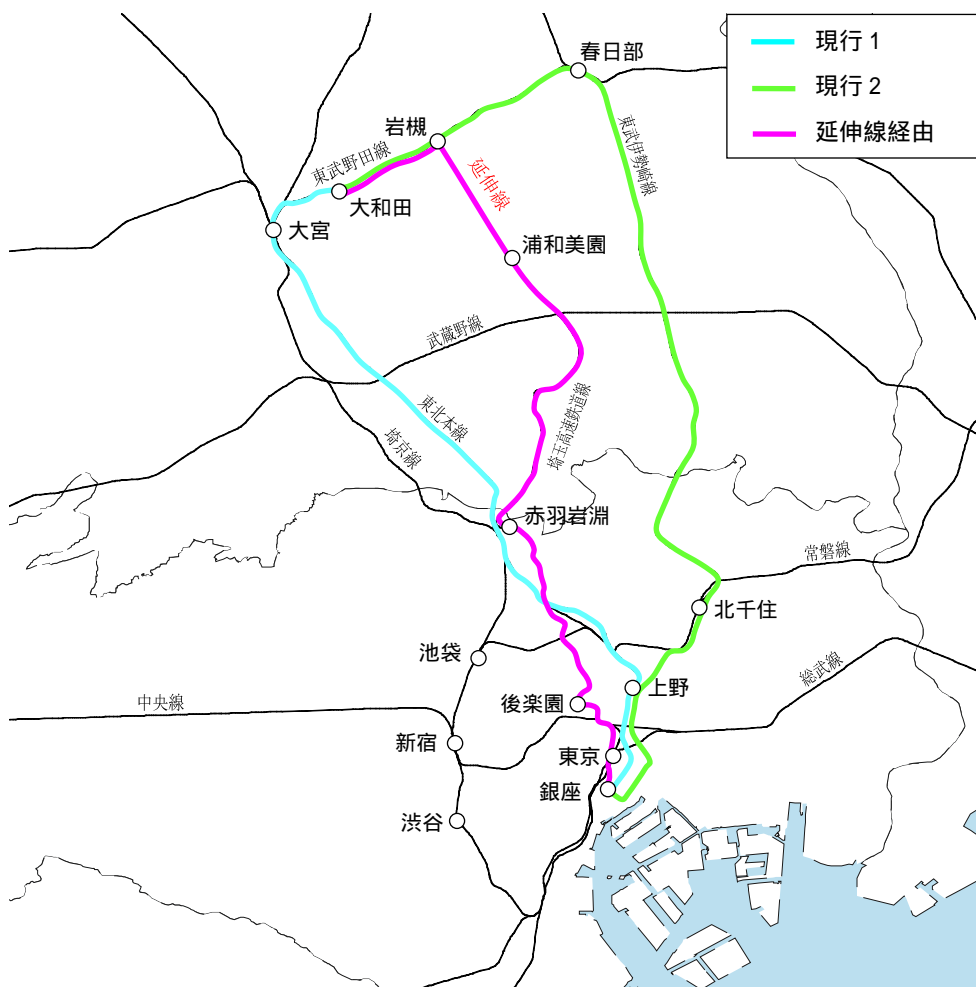 現行1
現行2
延伸線経由
春日部
岩槻
東武野田線
東武伊勢崎線
延伸線
大和田
大宮
浦和美園
武蔵野線
東北本線
埼京線
埼玉高速鉄道線
赤羽岩淵
常磐線
北千住
池袋
総武線
上野
中央線
後楽園
新宿
東京
銀座
渋谷